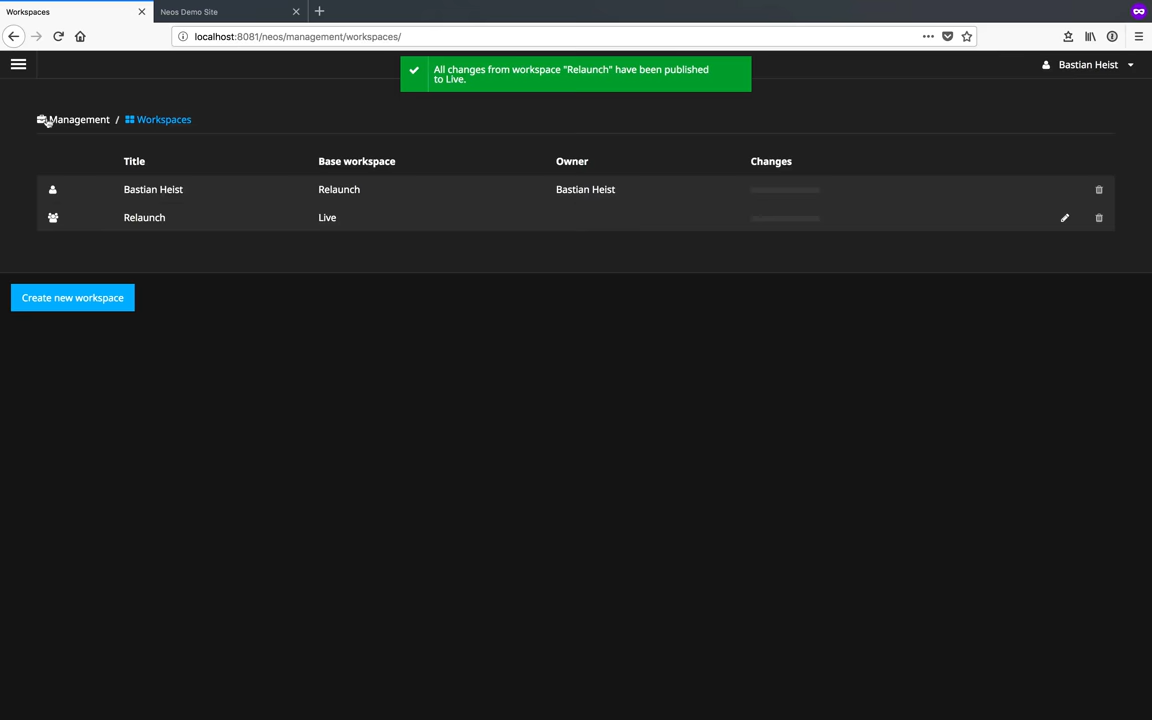 Workspaces
Neos Demo Site
localhost:8081/neos/management/workspaces/
Bastian Heist
All changes from workspace "Relaunch" have been published
to Live.
Management / Workspaces
Title Base workspace Owner Changes
Bastian Heist Relaunch Bastian Heist
Relaunch Live
Create new workspace